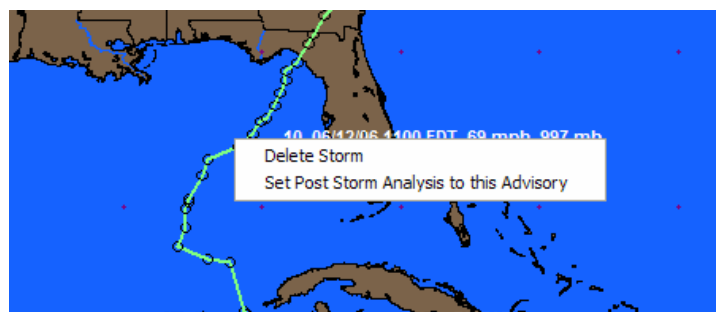 10, 06/12/06 1100 EDT, 69 mph, 997 mb
Delete Storm
Set Post Storm Analysis to this Advisory